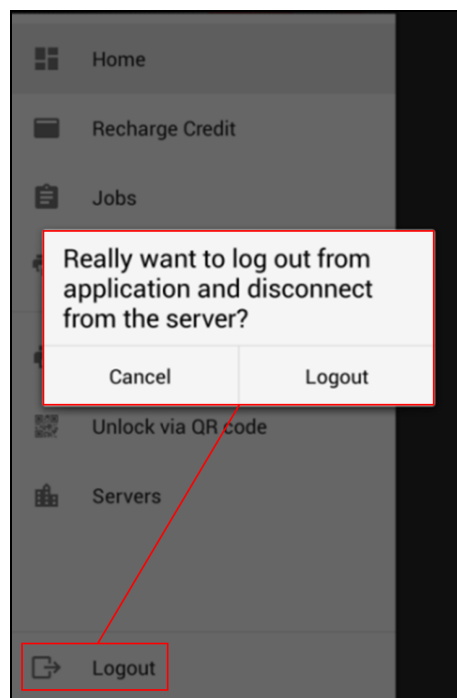 Home
Recharge Credit
Jobs
Really want to log out from
application and disconnect
from the server?
Cancel
Logout
Unlock via QR code
Servers
Logout